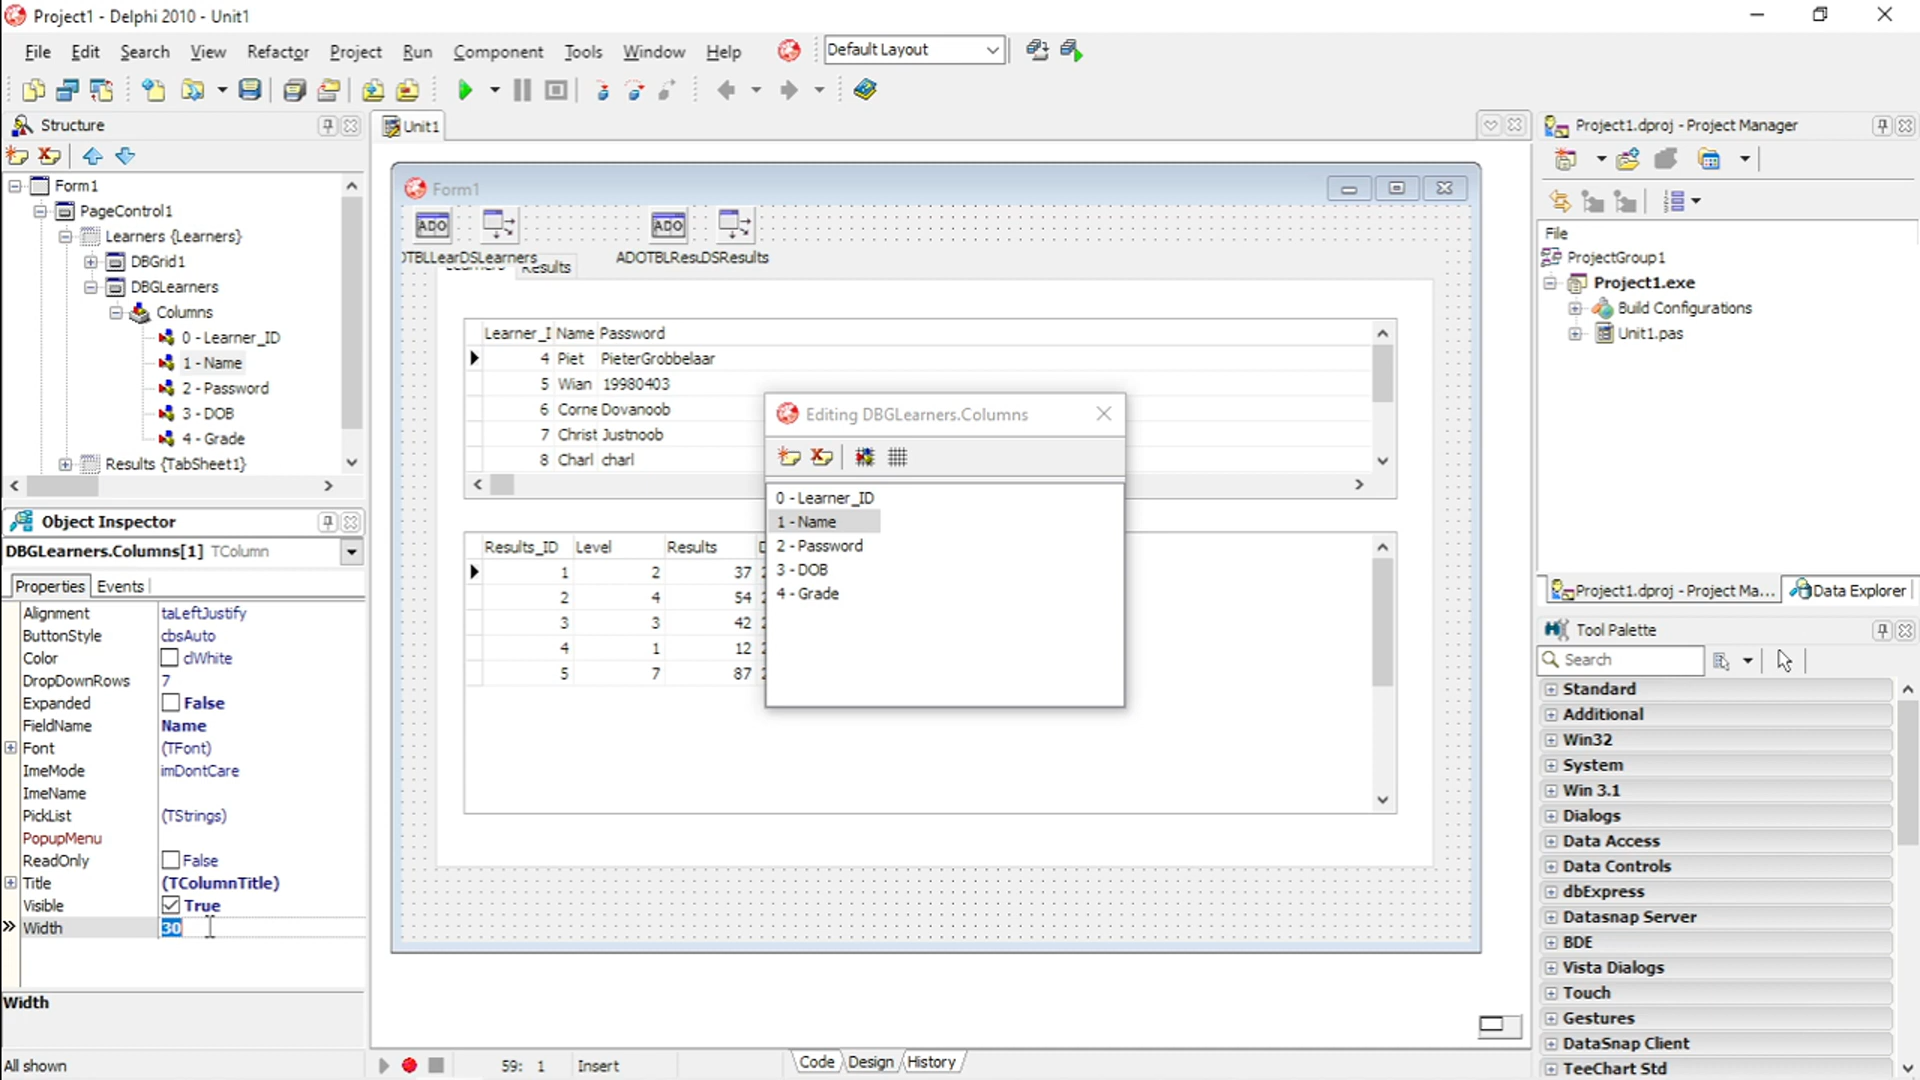 Project1 - Delphi 2010 - Unit1
File Edit Search View Refactor Project Run Component Tools Window Help
Default Layout
Structure
Form1
PageControl1
Learners {Learners}
DBGrid1
DBGLearners
Columns
0 - Learner_ID
1 - Name
2 - Password
3 - DOB
4 - Grade
Results {TabSheet1}
Object Inspector
DBGLearners.Columns[1] TColumn
Properties Events
Alignment taLeftJustify
ButtonStyle cbsAuto
Color clWhite
DropDownRows 7
Expanded False
FieldName Name
Font (TFont)
ImeMode imDontCare
ImeName
PickList (TStrings)
PopupMenu
ReadOnly False
Title (TColumnTitle)
Visible True
Width 30
Width
All shown
Unit1
Form1
ADO ADO
DSLearners DSResults
Results
Learner_I Name Password
4 Piet PieterGrobbelaar
5 Wian 19980403
6 Corne Dovanoob
7 Christ Justnoob
8 Charl charl
Results_ID Level Results
1 2 37
2 4 54
3 3 42
4 1 12
5 7 87
Editing DBGLearners.Columns
0 - Learner_ID
1 - Name
2 - Password
3 - DOB
4 - Grade
59: 1 Insert
Code Design History
Project1.dproj - Project Manager
File
ProjectGroup1
Project1.exe
Build Configurations
Unit1.pas
Project1.dproj - Project Ma... Data Explorer
Tool Palette
Search
Standard
Additional
Win32
System
Win 3.1
Dialogs
Data Access
Data Controls
dbExpress
Datasnap Server
BDE
Vista Dialogs
Touch
Gestures
DataSnap Client
TeeChart Std